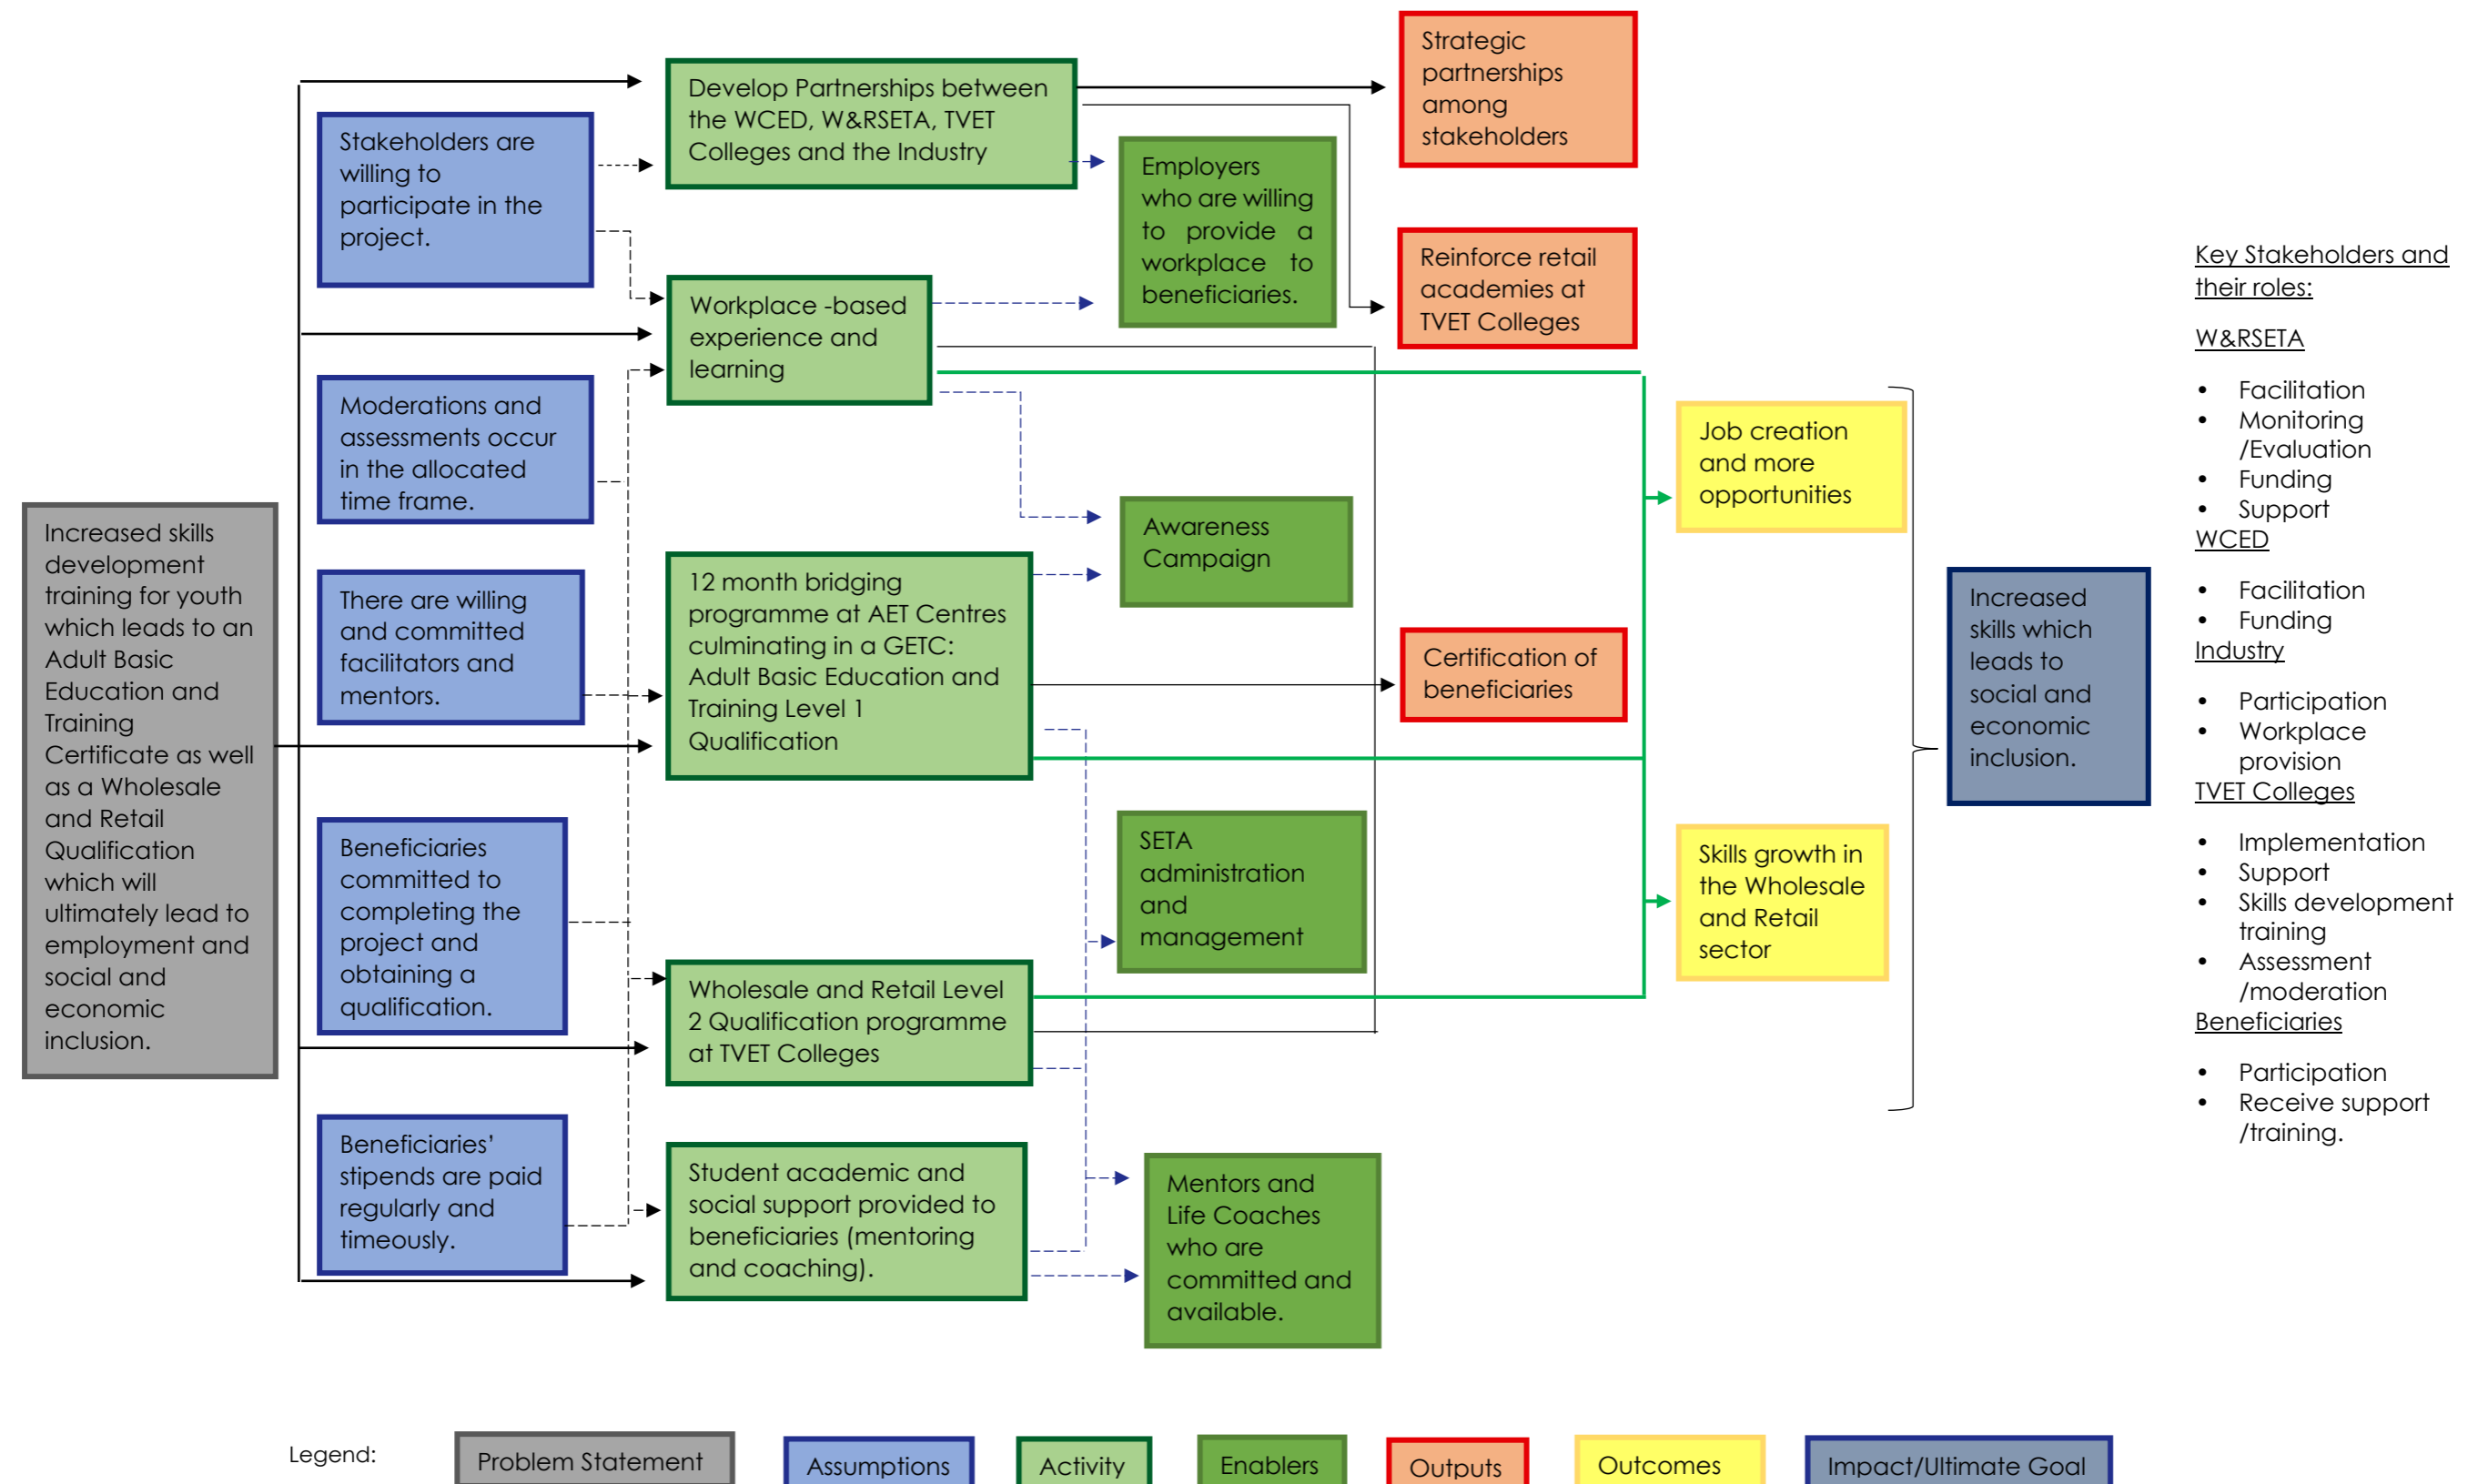 Increased skills
development
training for youth
which leads to an
Adult Basic
Education and
Training
Certificate as well
as a Wholesale
and Retail
Qualification
which will
ultimately lead to
employment and
social and
economic
inclusion.
Stakeholders are
willing to
participate in the
project.
Moderations and
assessments occur
in the allocated
time frame.
There are willing
and committed
facilitators and
mentors.
Beneficiaries
committed to
completing the
project and
obtaining a
qualification.
Beneficiaries’
stipends are paid
regularly and
timeously.
Develop Partnerships between
the WCED, W&RSETA, TVET
Colleges and the Industry
Workplace -based
experience and
learning
12 month bridging
programme at AET Centres
culminating in a GETC:
Adult Basic Education and
Training Level 1
Qualification
Wholesale and Retail Level
2 Qualification programme
at TVET Colleges
Student academic and
social support provided to
beneficiaries (mentoring
and coaching).
Employers
who are willing
to provide a
workplace to
beneficiaries.
Awareness
Campaign
SETA
administration
and
management
Mentors and
Life Coaches
who are
committed and
available.
Strategic
partnerships
among
stakeholders
Reinforce retail
academies at
TVET Colleges
Certification of
beneficiaries
Job creation
and more
opportunities
Skills growth in
the Wholesale
and Retail
sector
Increased
skills which
leads to
social and
economic
inclusion.
Key Stakeholders and
their roles:
W&RSETA
• Facilitation
• Monitoring
/Evaluation
• Funding
• Support
WCED
• Facilitation
• Funding
Industry
• Participation
• Workplace
provision
TVET Colleges
• Implementation
• Support
• Skills development
training
• Assessment
/moderation
Beneficiaries
• Participation
• Receive support
/training.
Legend:
Problem Statement
Assumptions
Activity
Enablers
Outputs
Outcomes
Impact/Ultimate Goal